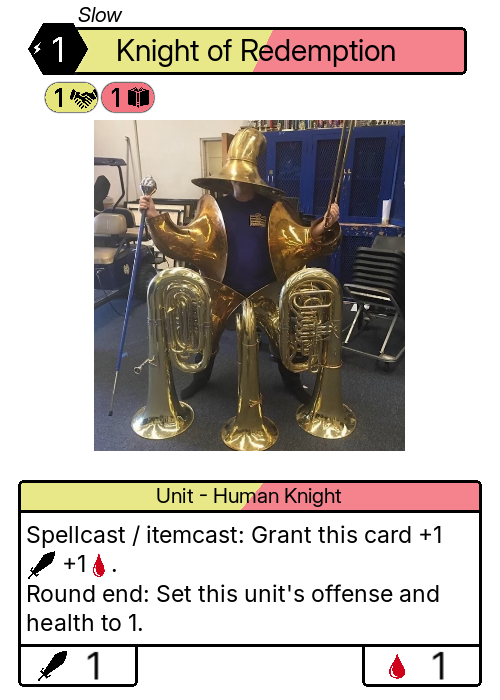 Slow
1 Knight of Redemption
1 1
Unit - Human Knight
Spellcast / itemcast: Grant this card +1
+1 .
Round end: Set this unit's offense and
health to 1.
1 1